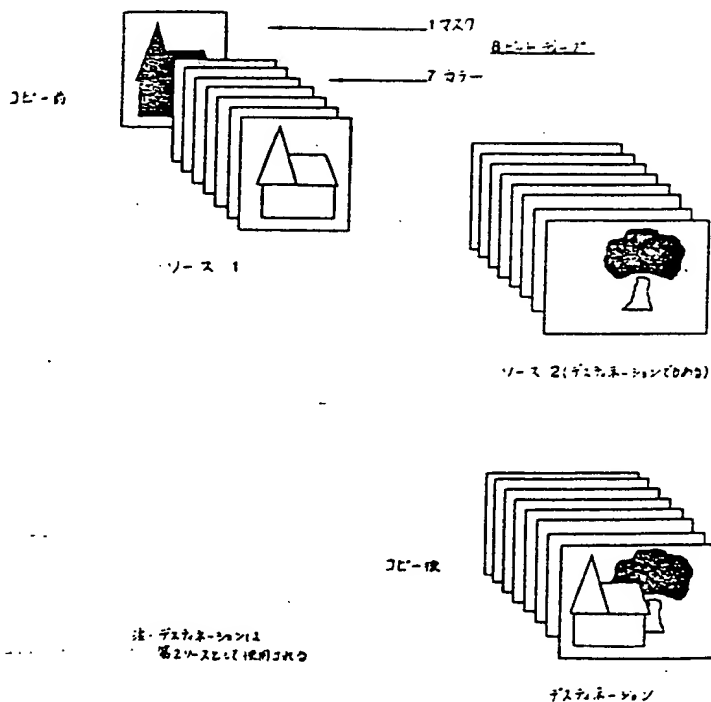 1マスク
8ビットディープ
7カラー
コピー前
ソース 1
ソース 2(デスティネーションでもある)
コピー後
注・デスティネーションは
第2ソースとして使用される
デスティネーション